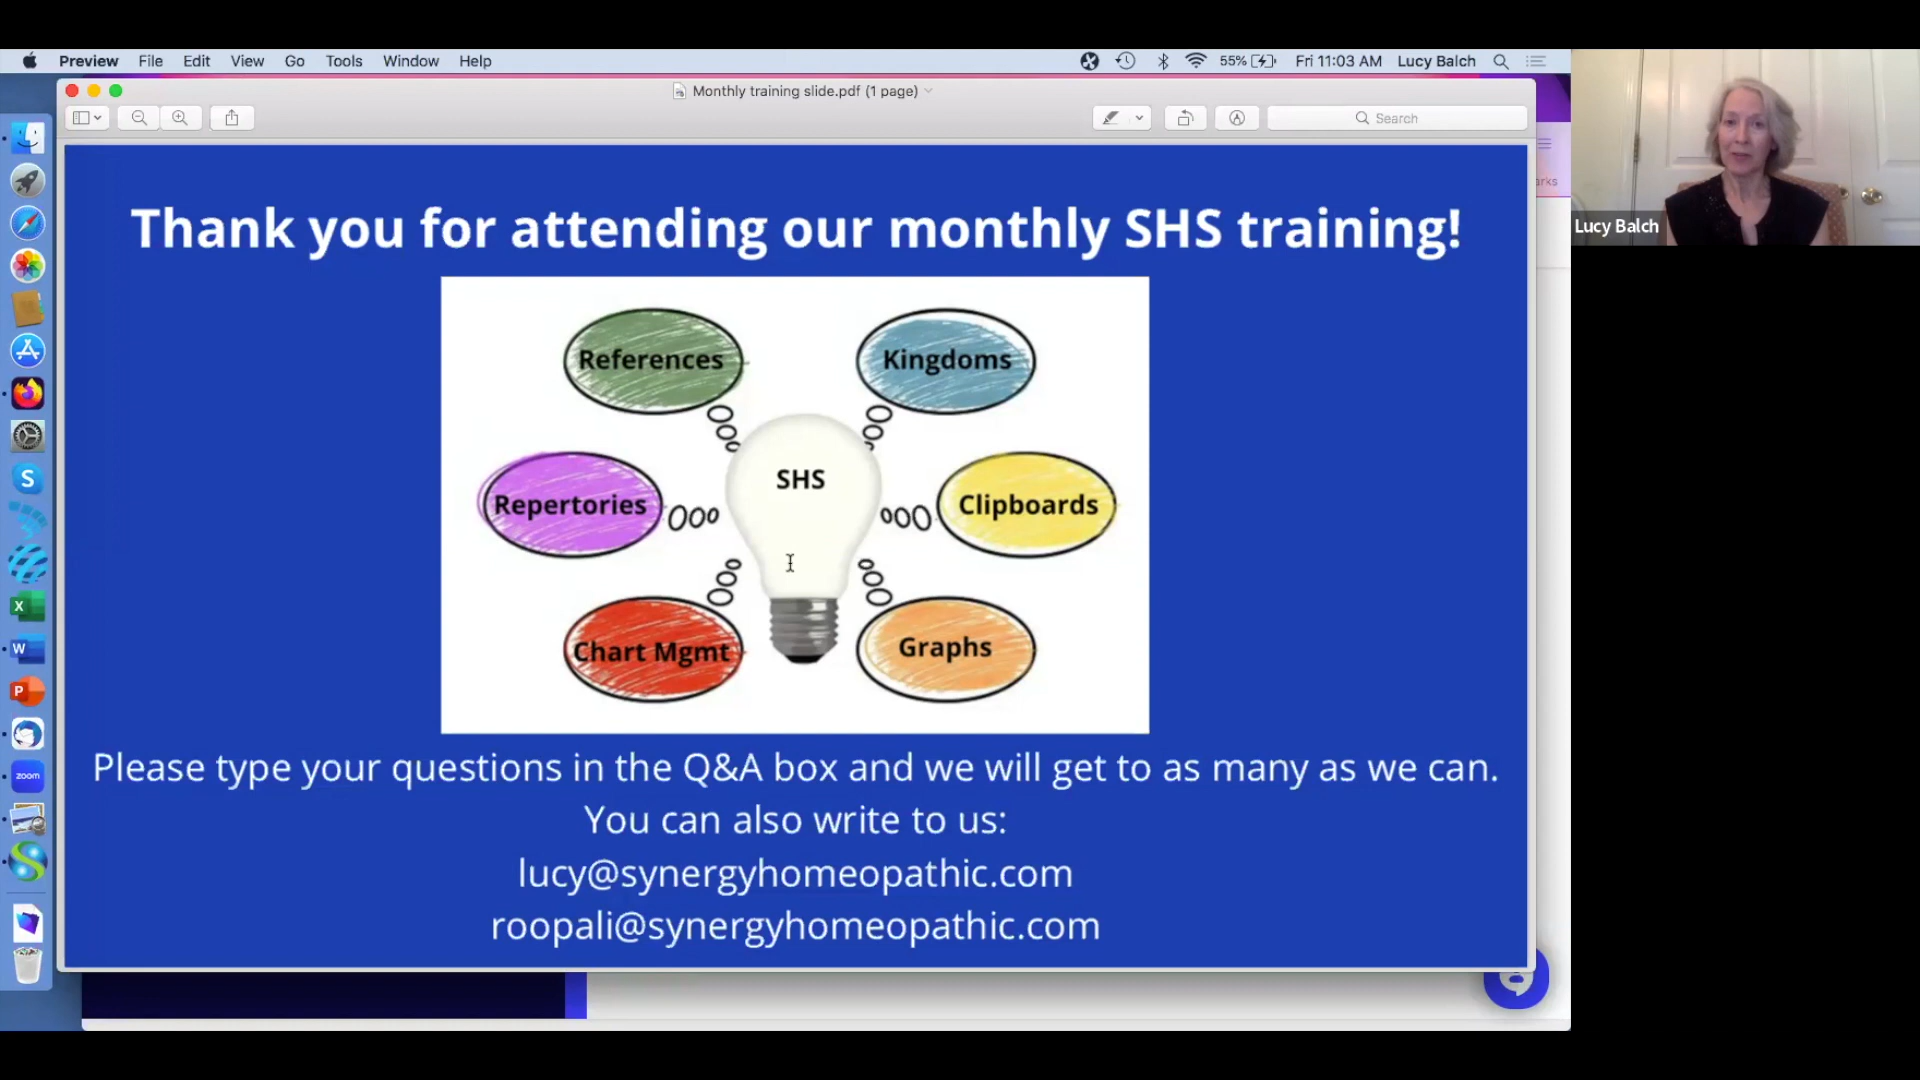 Preview File Edit View Go Tools Window Help
55% Fri 11:03 AM Lucy Balch
Monthly training slide.pdf (1 page)
Search
Thank you for attending our monthly SHS training!
References
Kingdoms
SHS
Repertories
Clipboards
Chart Mgmt
Graphs
Please type your questions in the Q&A box and we will get to as many as we can.
You can also write to us:
lucy@synergyhomeopathic.com
roopali@synergyhomeopathic.com
Lucy Balch
arks
S
X
W
P
zoom